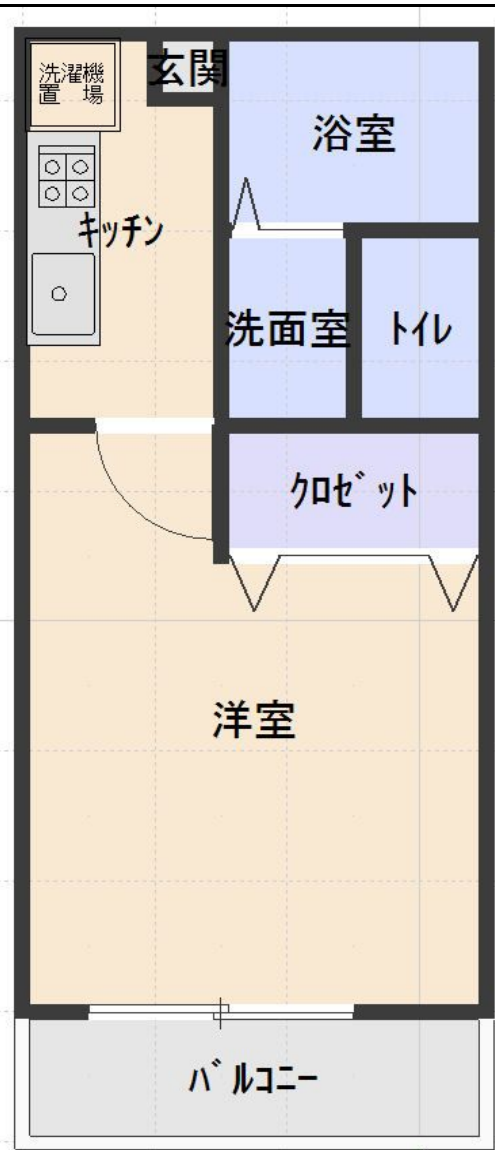 洗濯機
置　場
玄関
浴室
キッチン
洗面室
トイレ
クロゼット
洋室
バルコニー